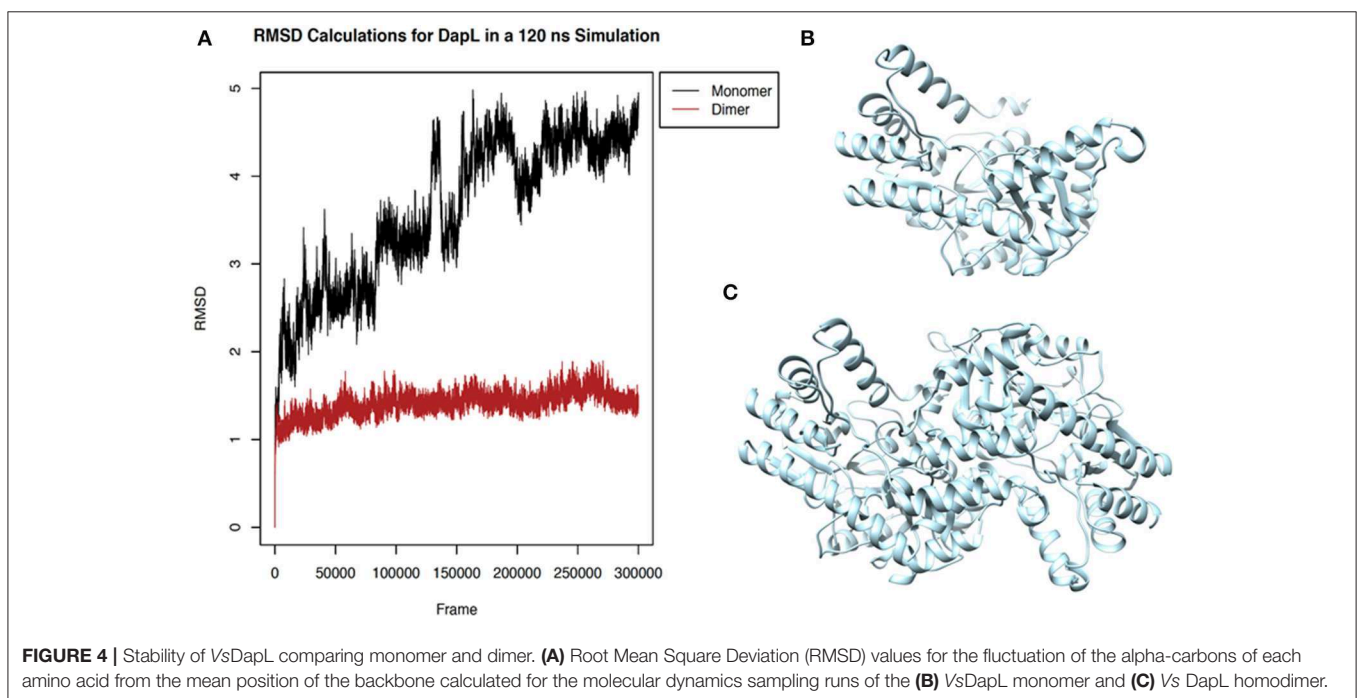 A
RMSD Calculations for DapL in a 120 ns Simulation
Monomer
Dimer
RMSD
5
4
3
2
1
0
0 50000 100000 150000 200000 250000 300000
Frame
B
C
FIGURE 4 | Stability of VsDapL comparing monomer and dimer. (A) Root Mean Square Deviation (RMSD) values for the fluctuation of the alpha-carbons of each
amino acid from the mean position of the backbone calculated for the molecular dynamics sampling runs of the (B) VsDapL monomer and (C) Vs DapL homodimer.